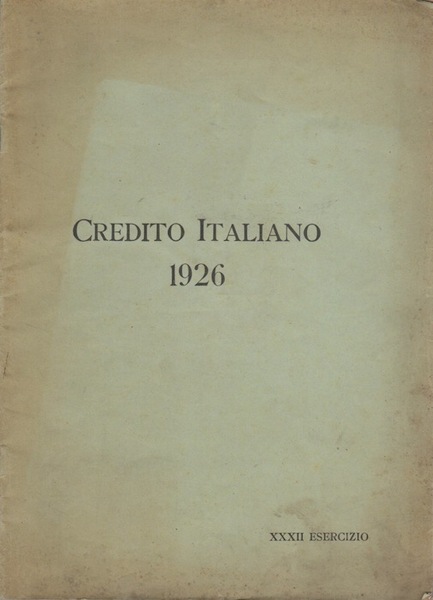 CREDITO ITALIANO
1926
XXXII ESERCIZIO